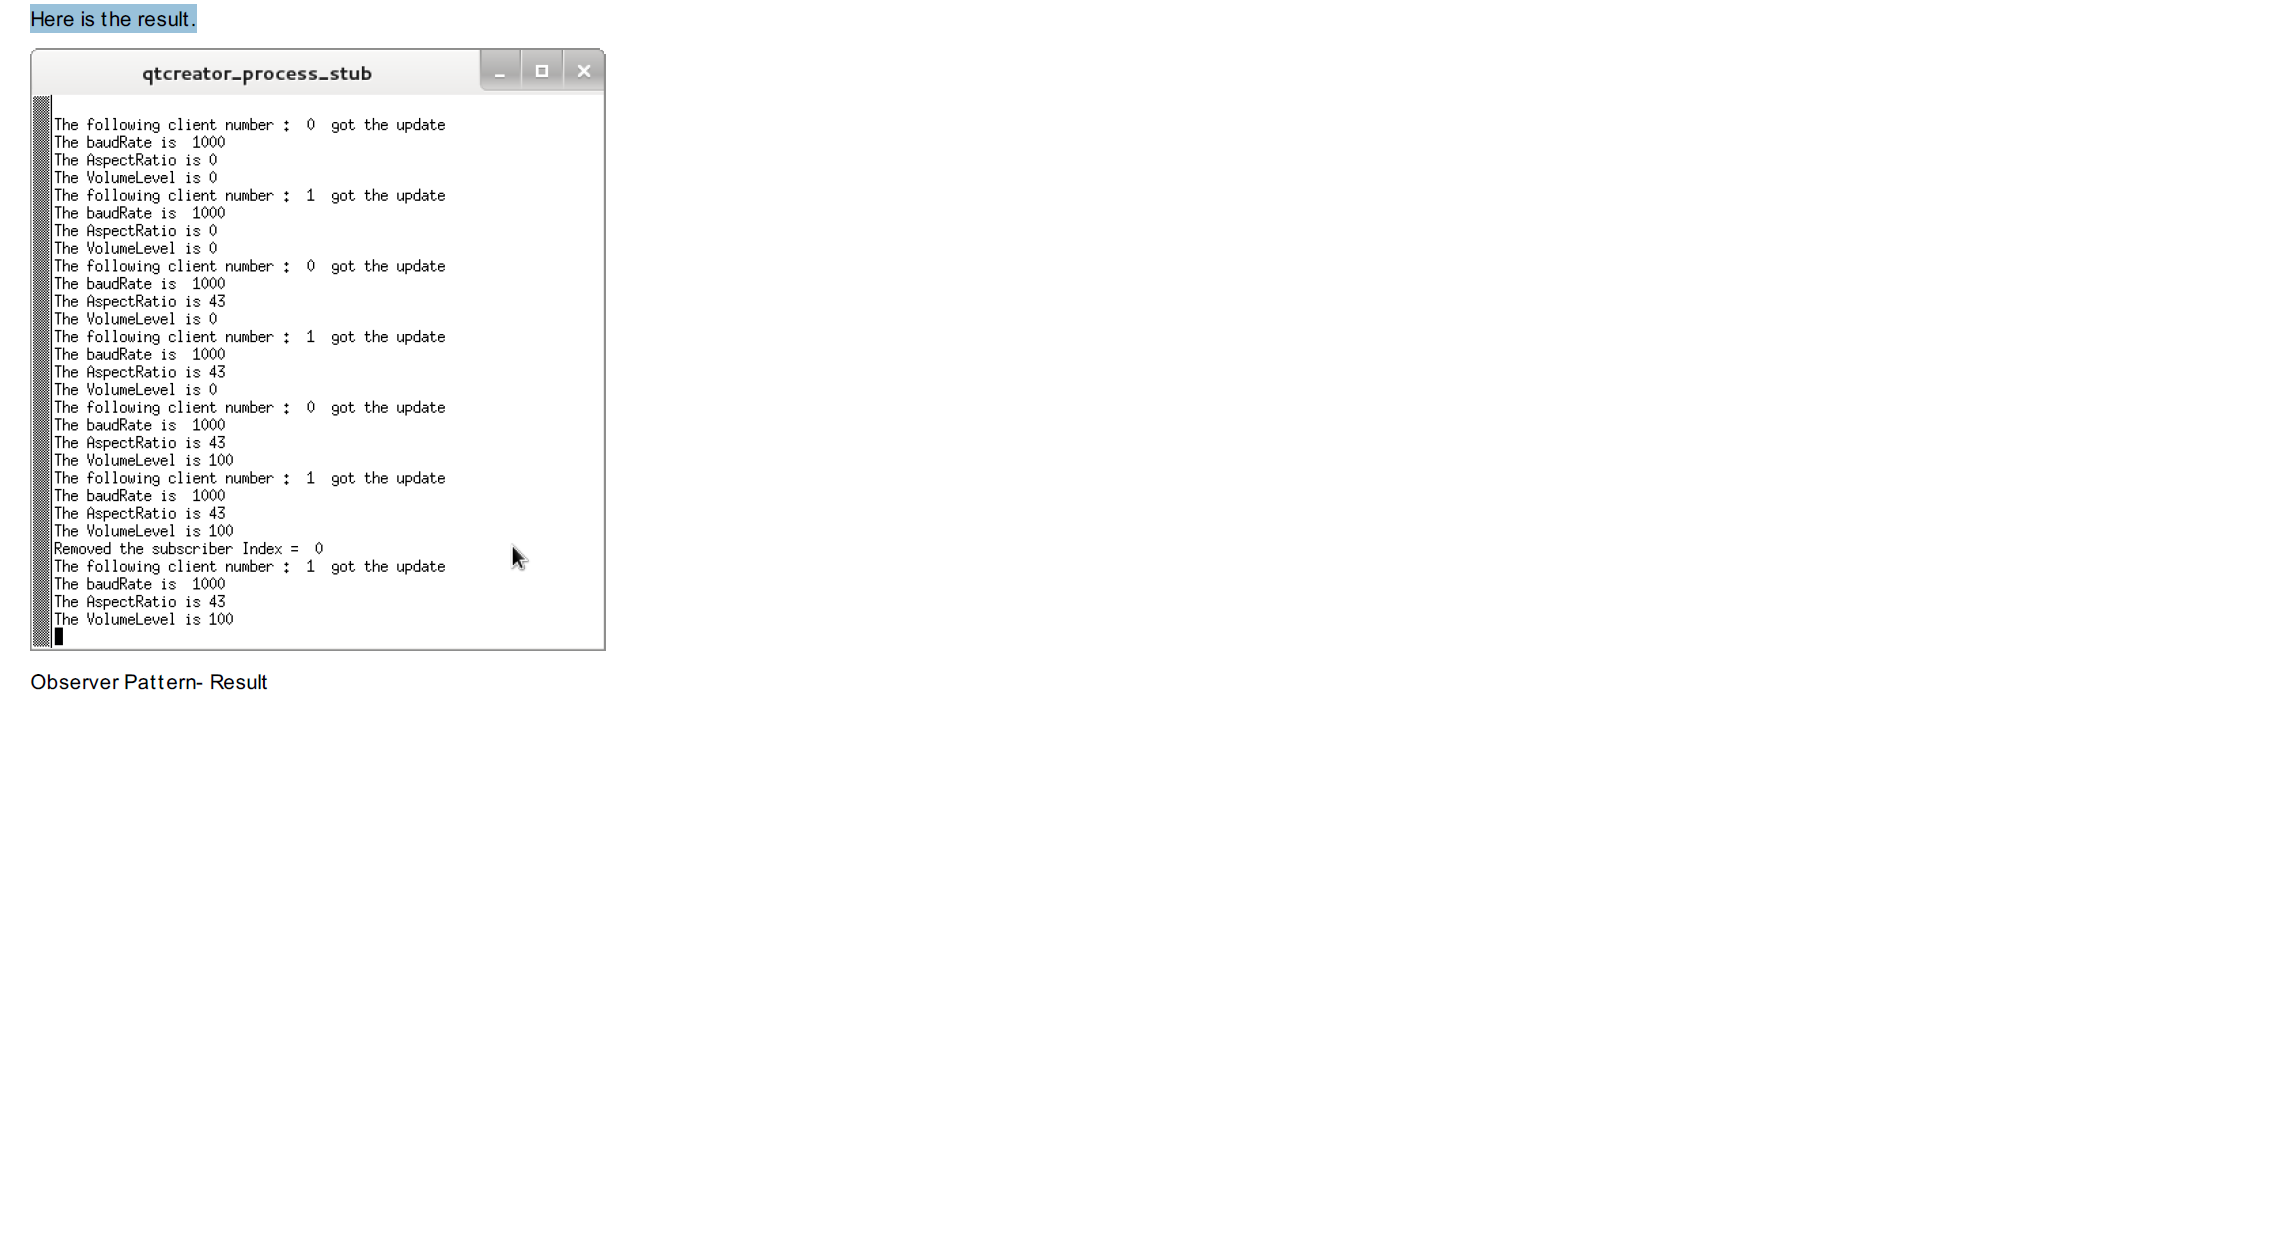 Here is the result.
qtcreator_process_stub
The following client number :  0  got the update
The baudRate is  1000
The AspectRatio is 0
The VolumeLevel is 0
The following client number :  1  got the update
The baudRate is  1000
The AspectRatio is 0
The VolumeLevel is 0
The following client number :  0  got the update
The baudRate is  1000
The AspectRatio is 43
The VolumeLevel is 0
The following client number :  1  got the update
The baudRate is  1000
The AspectRatio is 43
The VolumeLevel is 0
The following client number :  0  got the update
The baudRate is  1000
The AspectRatio is 43
The VolumeLevel is 100
The following client number :  1  got the update
The baudRate is  1000
The AspectRatio is 43
The VolumeLevel is 100
Removed the subscriber Index =  0
The following client number :  1  got the update
The baudRate is  1000
The AspectRatio is 43
The VolumeLevel is 100
Observer Pattern- Result